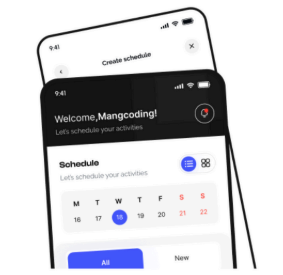 9:41
Create schedule
9:41
Welcome,Mangcoding!
Let's schedule your activities
Schedule
Let's schedule your activities
M T W T F S S
16 17 18 19 20 21 22
All New